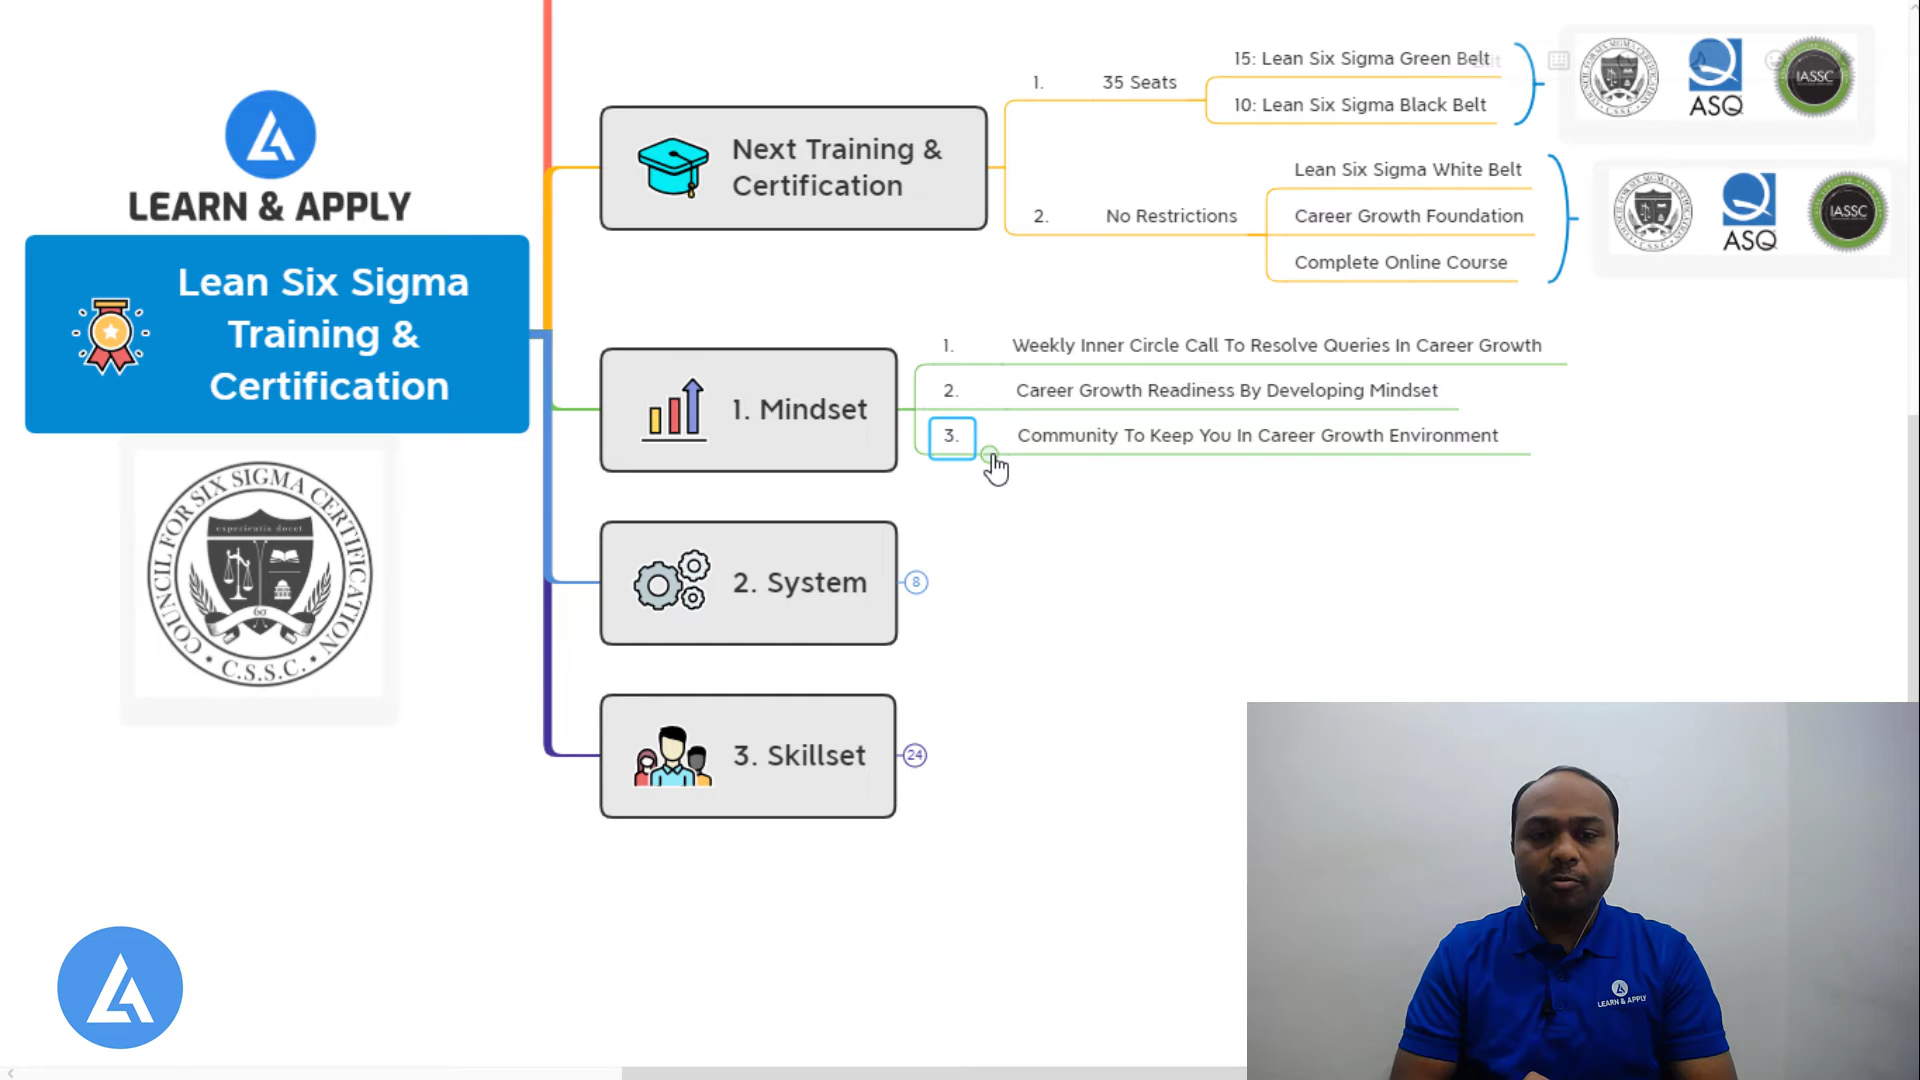 LEARN & APPLY
Lean Six Sigma
Training &
Certification
COUNCIL FOR SIX SIGMA CERTIFICATION
experientia docet
6σ
C.S.S.C.
Next Training &
Certification
1. 35 Seats
15: Lean Six Sigma Green Belt
10: Lean Six Sigma Black Belt
ASQ
IASSC
2. No Restrictions
Lean Six Sigma White Belt
Career Growth Foundation
Complete Online Course
ASQ
IASSC
1. Mindset
1. Weekly Inner Circle Call To Resolve Queries In Career Growth
2. Career Growth Readiness By Developing Mindset
3. Community To Keep You In Career Growth Environment
2. System
8
3. Skillset
24
LEARN & APPLY